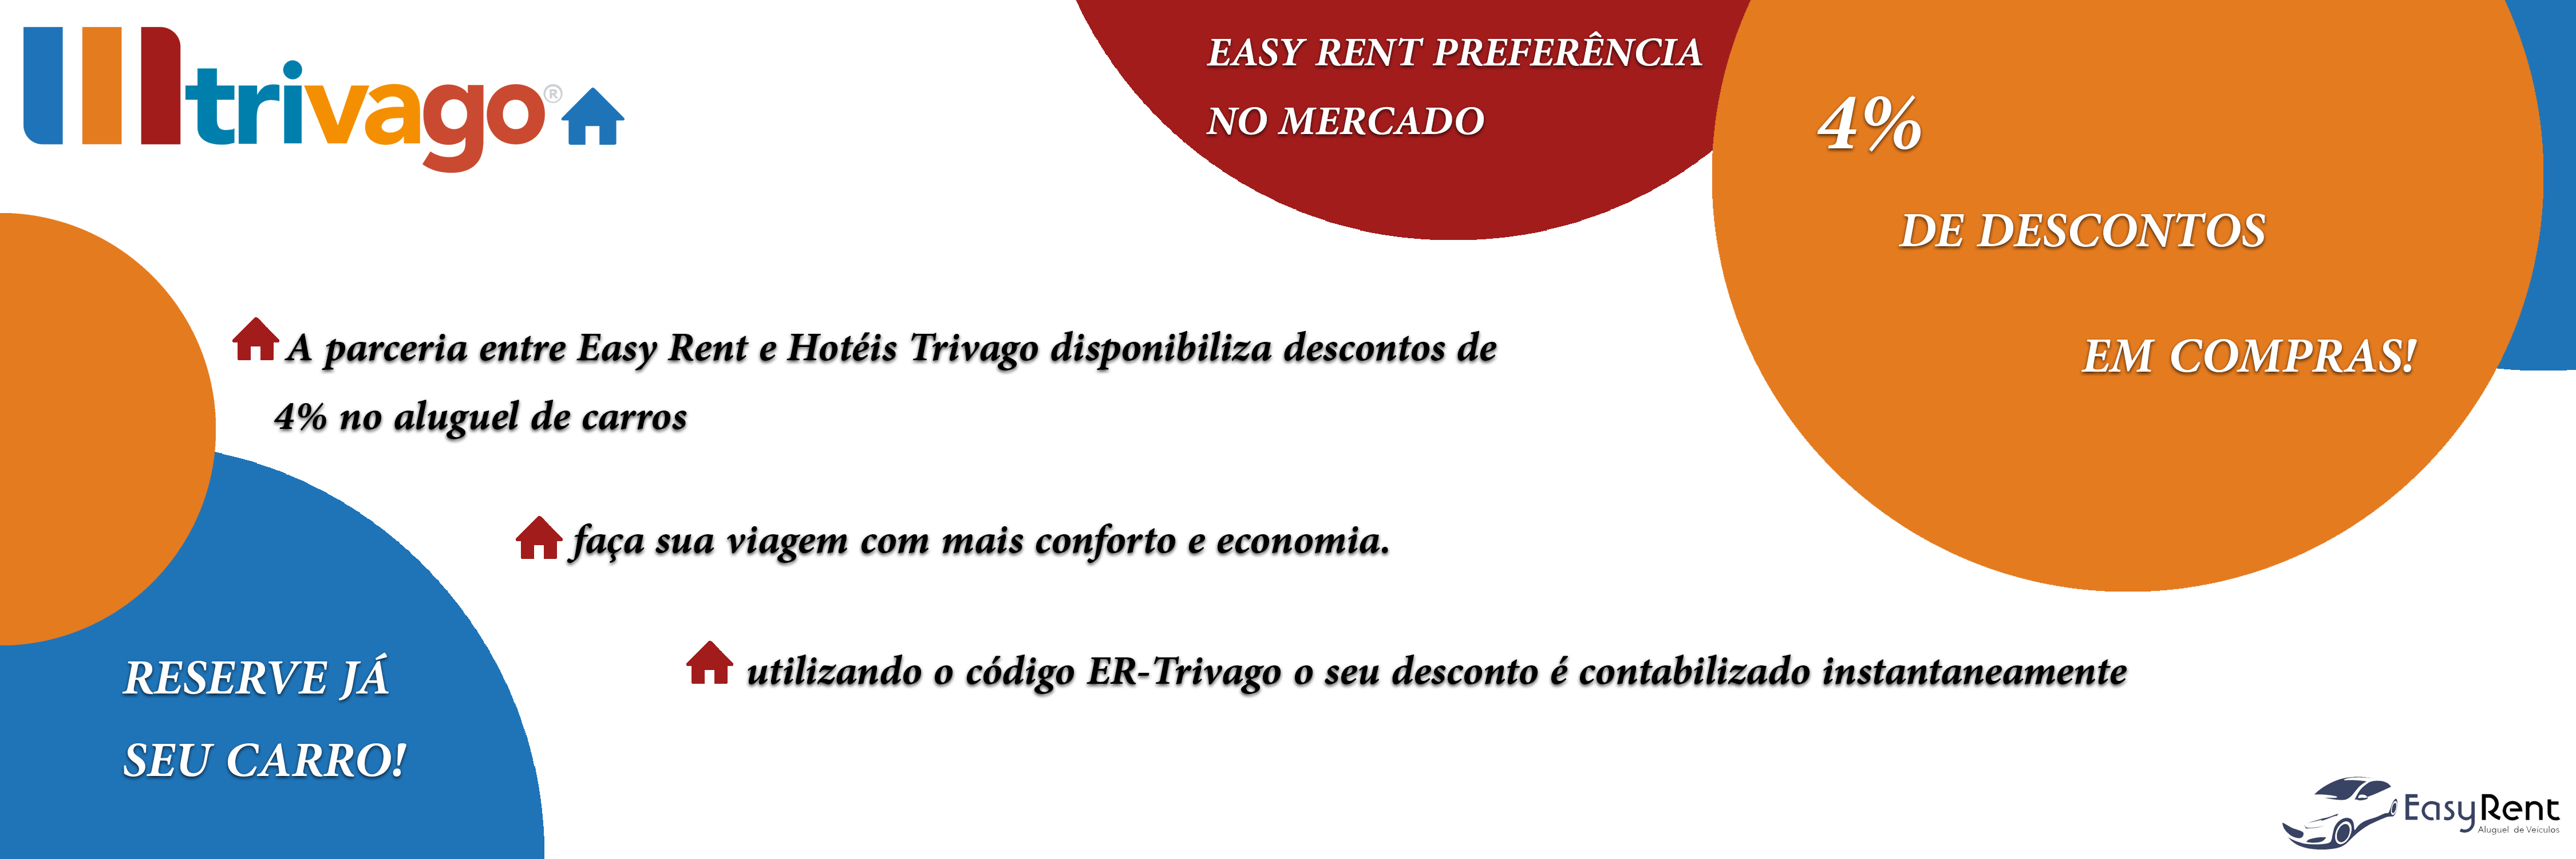 trivago®
EASY RENT PREFERÊNCIA
NO MERCADO
4%
DE DESCONTOS
EM COMPRAS!
A parceria entre Easy Rent e Hotéis Trivago disponibiliza descontos de
4% no aluguel de carros
faça sua viagem com mais conforto e economia.
utilizando o código ER-Trivago o seu desconto é contabilizado instantaneamente
RESERVE JÁ
SEU CARRO!
EasyRent
Aluguel de Veículos